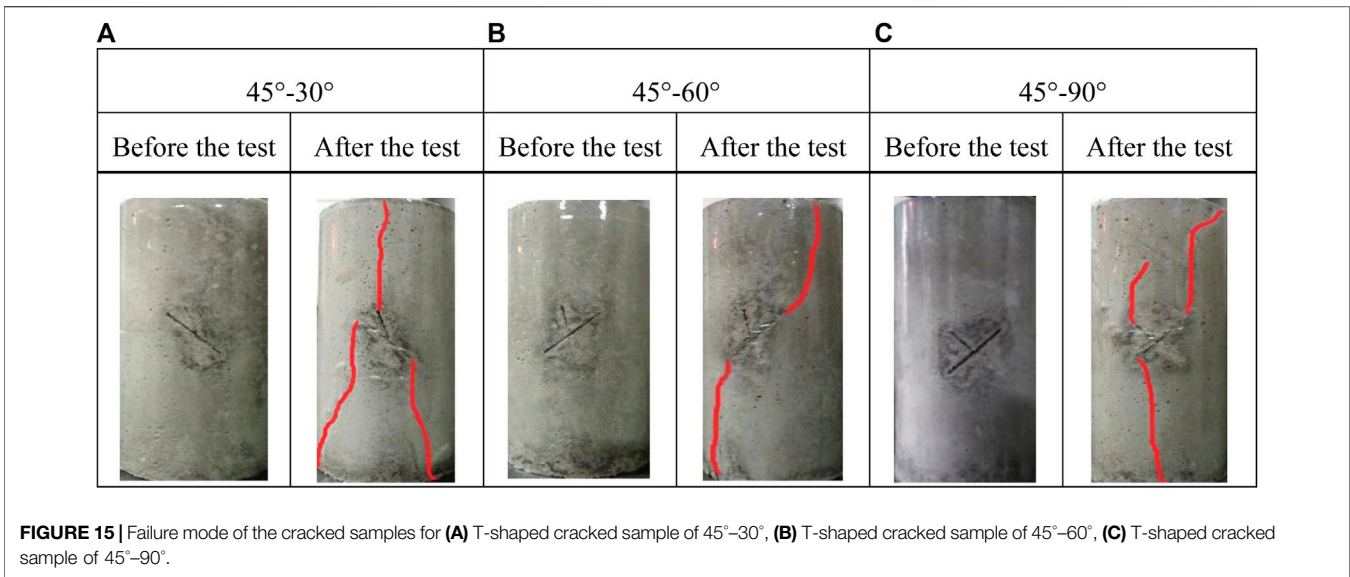 A B C
45°-30° 45°-60° 45°-90°
Before the test After the test Before the test After the test Before the test After the test
FIGURE 15 | Failure mode of the cracked samples for (A) T-shaped cracked sample of 45°–30°, (B) T-shaped cracked sample of 45°–60°, (C) T-shaped cracked
sample of 45°–90°.